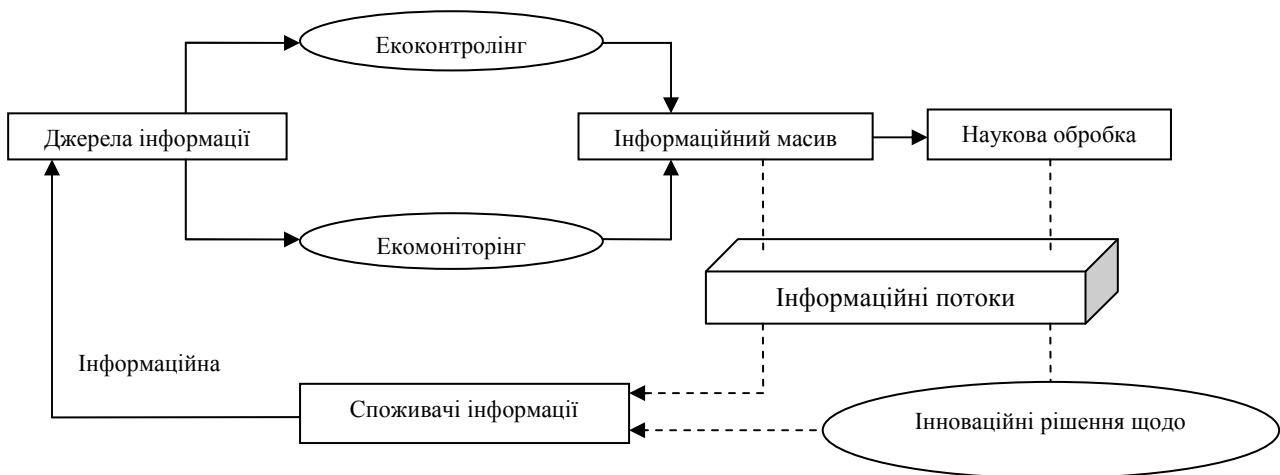 Екоконтролінг
Джерела інформації
Інформаційний масив
Наукова обробка
Екомоніторінг
Інформаційні потоки
Інформаційна
Споживачі інформації
Інноваційні рішення щодо